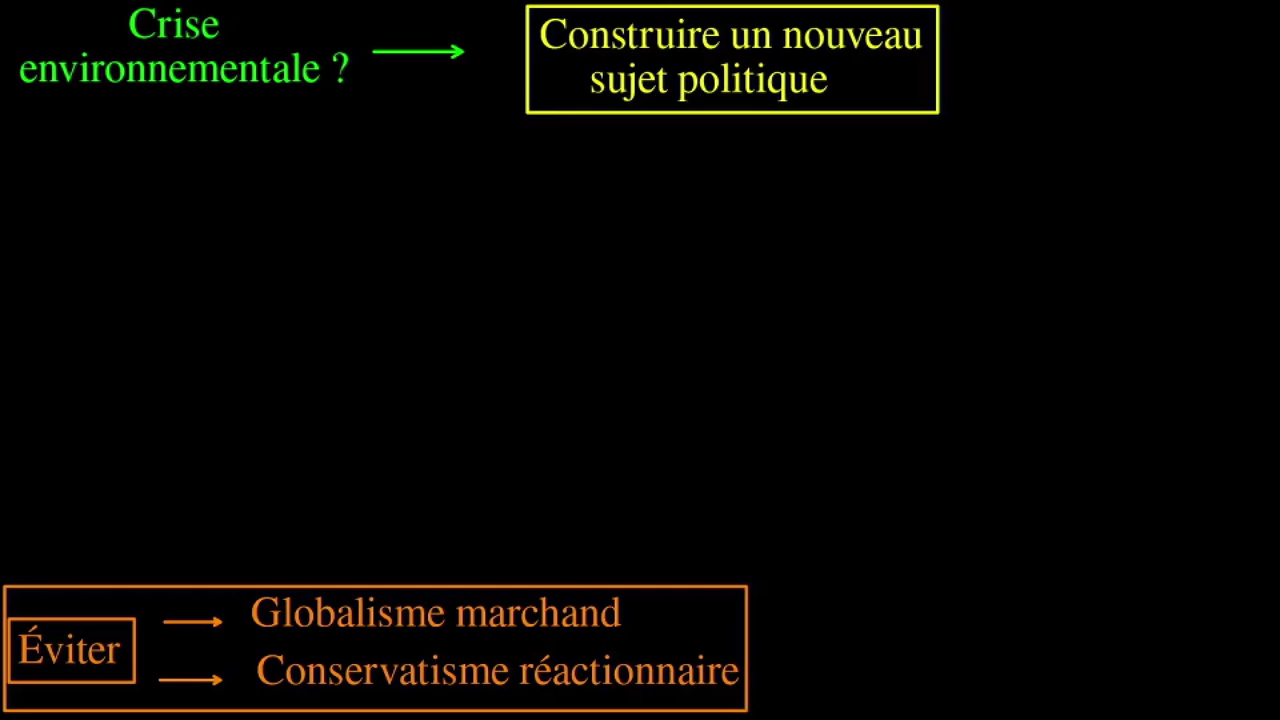 Crise
environnementale ?
Construire un nouveau
sujet politique
Éviter
Globalisme marchand
Conservatisme réactionnaire